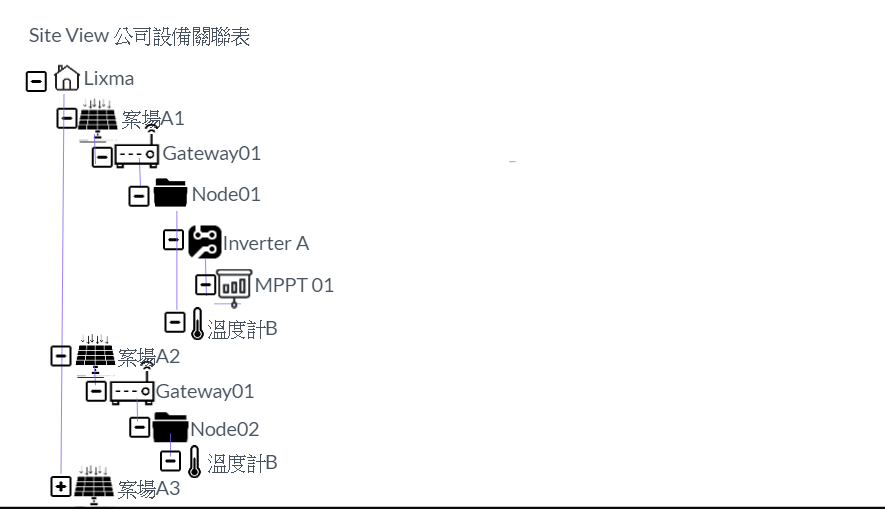 Site View 公司設備關聯表
Lixma
案場A1
Gateway01
Node01
Inverter A
MPPT 01
溫度計B
案場A2
Gateway01
Node02
溫度計B
案場A3